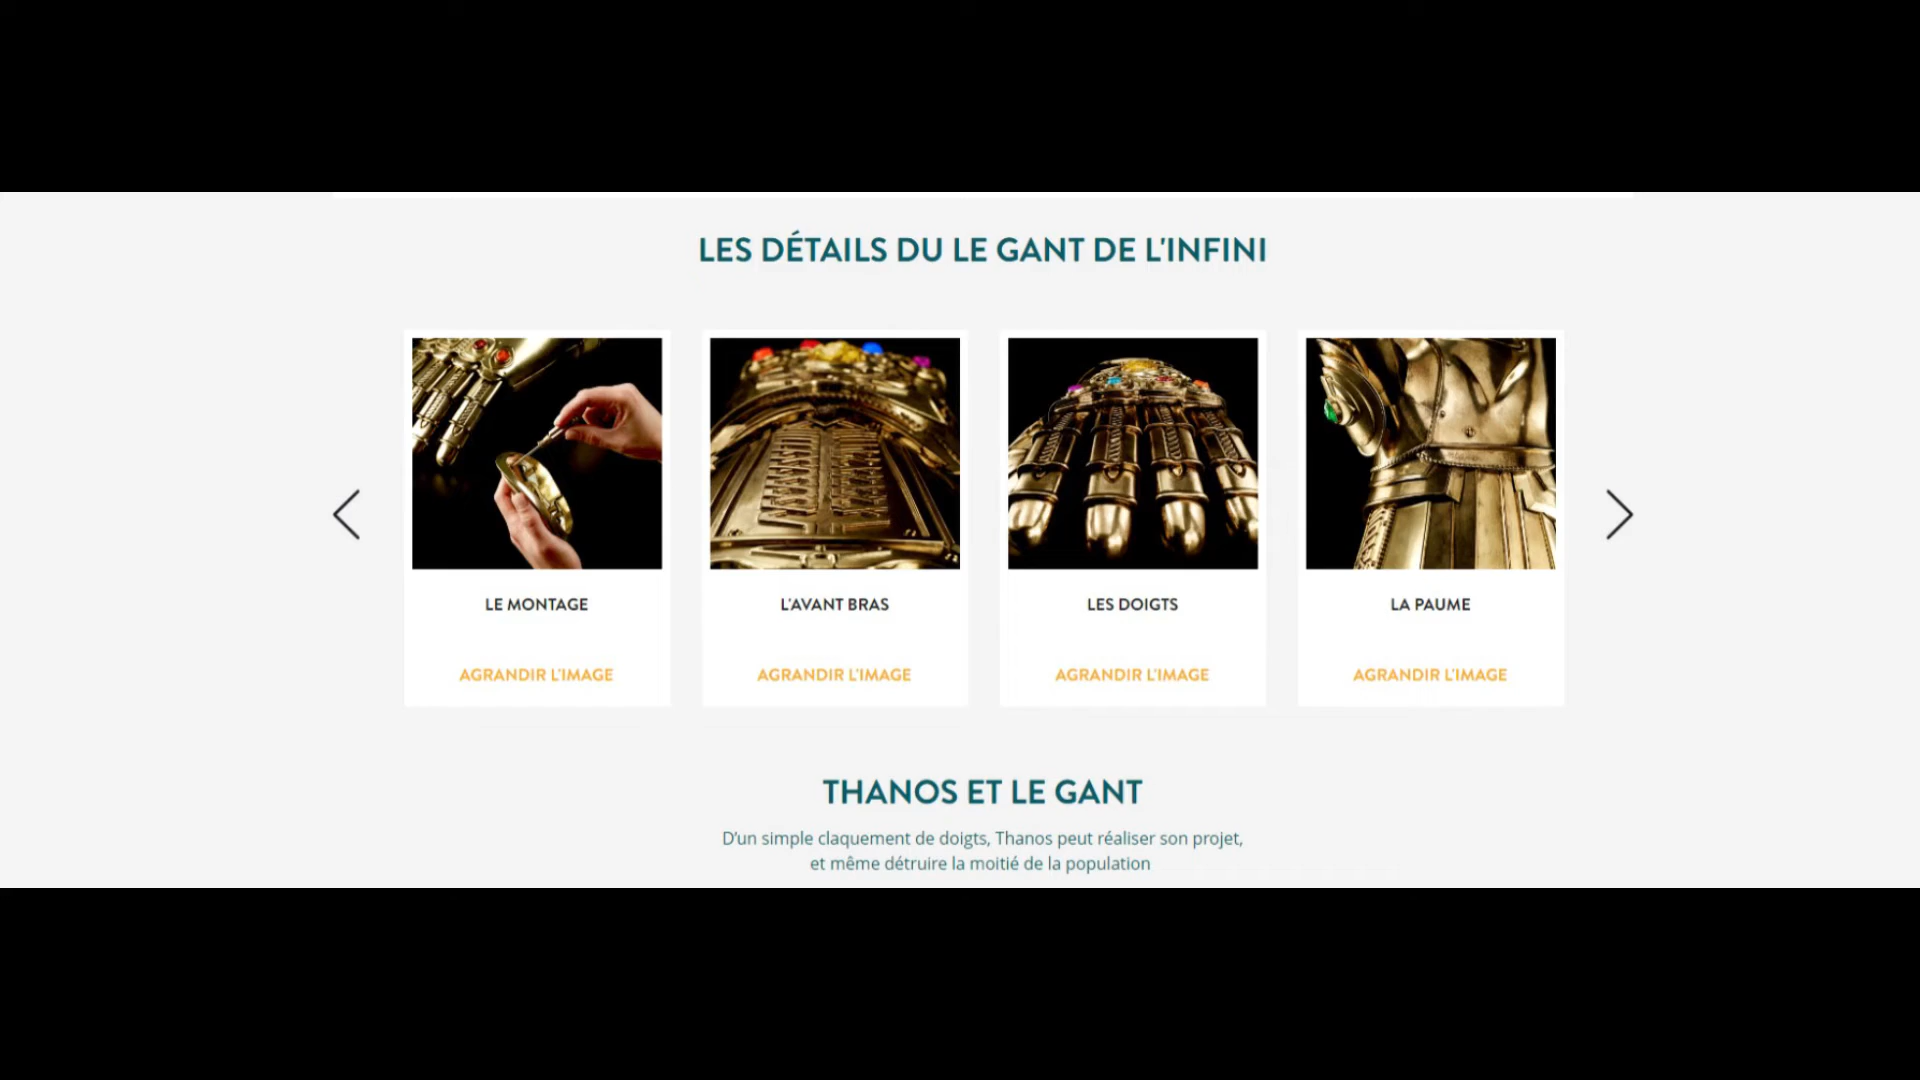 LES DÉTAILS DU LE GANT DE L'INFINI
LE MONTAGE
AGRANDIR L'IMAGE
L'AVANT BRAS
AGRANDIR L'IMAGE
LES DOIGTS
AGRANDIR L'IMAGE
LA PAUME
AGRANDIR L'IMAGE
THANOS ET LE GANT
D'un simple claquement de doigts, Thanos peut réaliser son projet,
et même détruire la moitié de la population